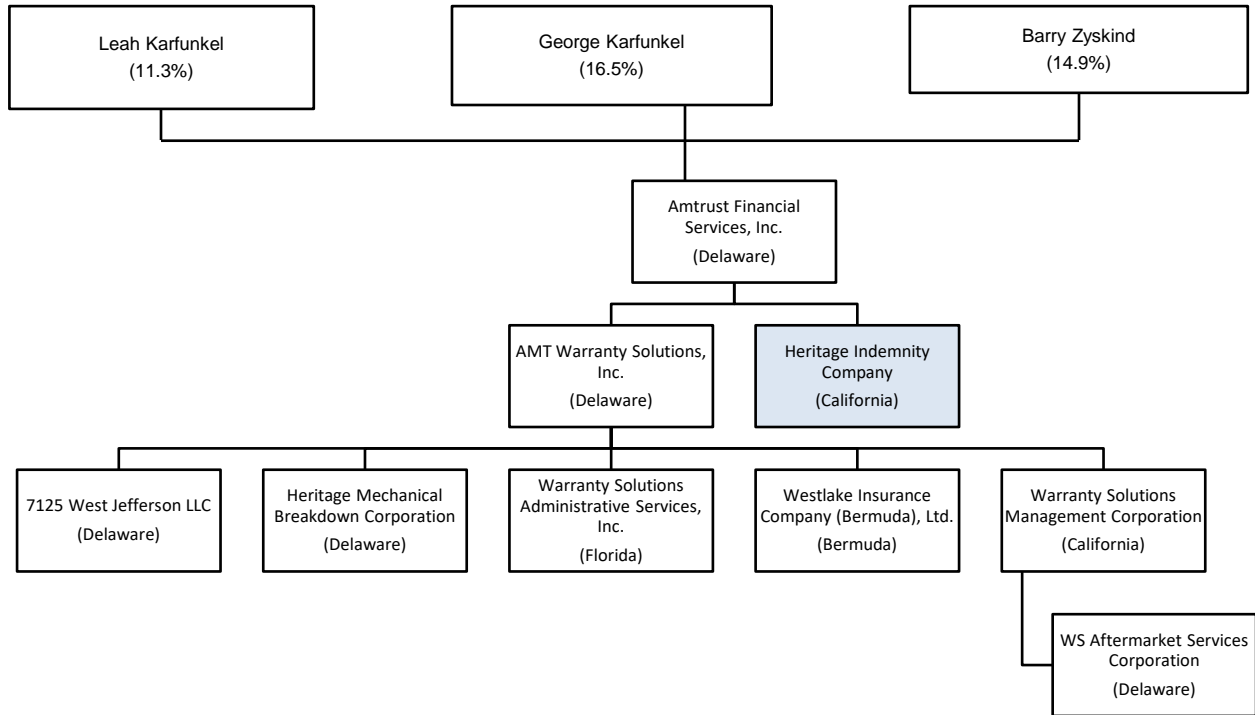 Leah Karfunkel
(11.3%)
George Karfunkel
(16.5%)
Barry Zyskind
(14.9%)
Amtrust Financial
Services, Inc.
(Delaware)
AMT Warranty Solutions,
Inc.
(Delaware)
Heritage Indemnity
Company
(California)
7125 West Jefferson LLC
(Delaware)
Heritage Mechanical
Breakdown Corporation
(Delaware)
Warranty Solutions
Administrative Services,
Inc.
(Florida)
Westlake Insurance
Company (Bermuda), Ltd.
(Bermuda)
Warranty Solutions
Management Corporation
(California)
WS Aftermarket Services
Corporation
(Delaware)